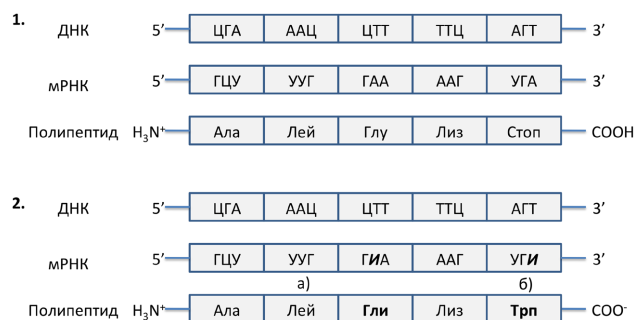 1.
ДНК 5′ ЦГА ААЦ ЦТТ ТТЦ АГТ 3′
мРНК 5′ ГЦУ УУГ ГАА ААГ УГА 3′
Полипептид H₃N⁺ Ала Лей Глу Лиз Стоп COOH
2.
ДНК 5′ ЦГА ААЦ ЦТТ ТТЦ АГТ 3′
мРНК 5′ ГЦУ УУГ ГИА ААГ УГИ 3′
а) б)
Полипептид H₃N⁺ Ала Лей Гли Лиз Трп COO⁻